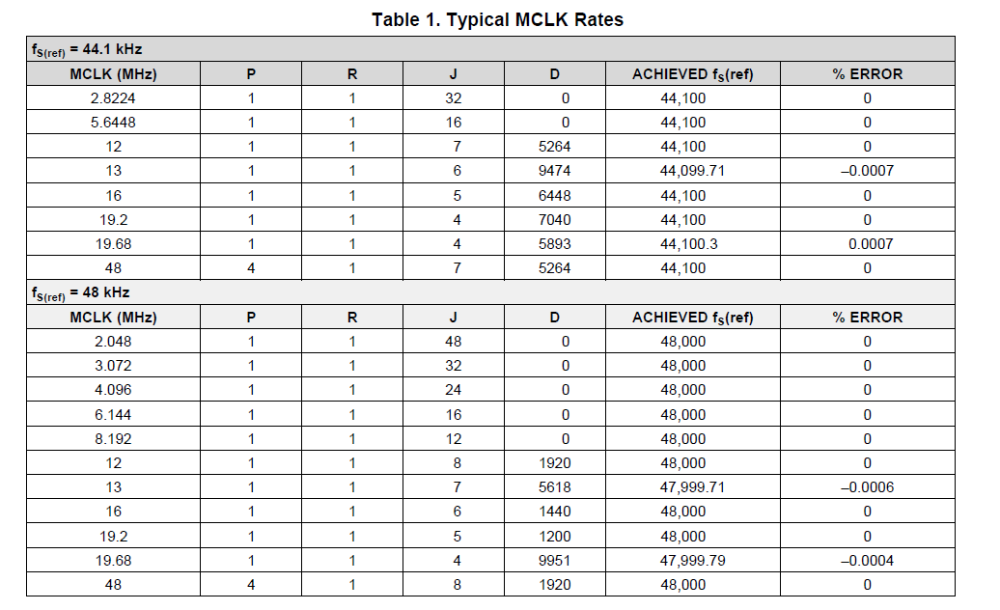 Table 1. Typical MCLK Rates
fS(ref) = 44.1 kHz
MCLK (MHz) P R J D ACHIEVED fS(ref) % ERROR
2.8224 1 1 32 0 44,100 0
5.6448 1 1 16 0 44,100 0
12 1 1 7 5264 44,100 0
13 1 1 6 9474 44,099.71 –0.0007
16 1 1 5 6448 44,100 0
19.2 1 1 4 7040 44,100 0
19.68 1 1 4 5893 44,100.3 0.0007
48 4 1 7 5264 44,100 0
fS(ref) = 48 kHz
MCLK (MHz) P R J D ACHIEVED fS(ref) % ERROR
2.048 1 1 48 0 48,000 0
3.072 1 1 32 0 48,000 0
4.096 1 1 24 0 48,000 0
6.144 1 1 16 0 48,000 0
8.192 1 1 12 0 48,000 0
12 1 1 8 1920 48,000 0
13 1 1 7 5618 47,999.71 –0.0006
16 1 1 6 1440 48,000 0
19.2 1 1 5 1200 48,000 0
19.68 1 1 4 9951 47,999.79 –0.0004
48 4 1 8 1920 48,000 0